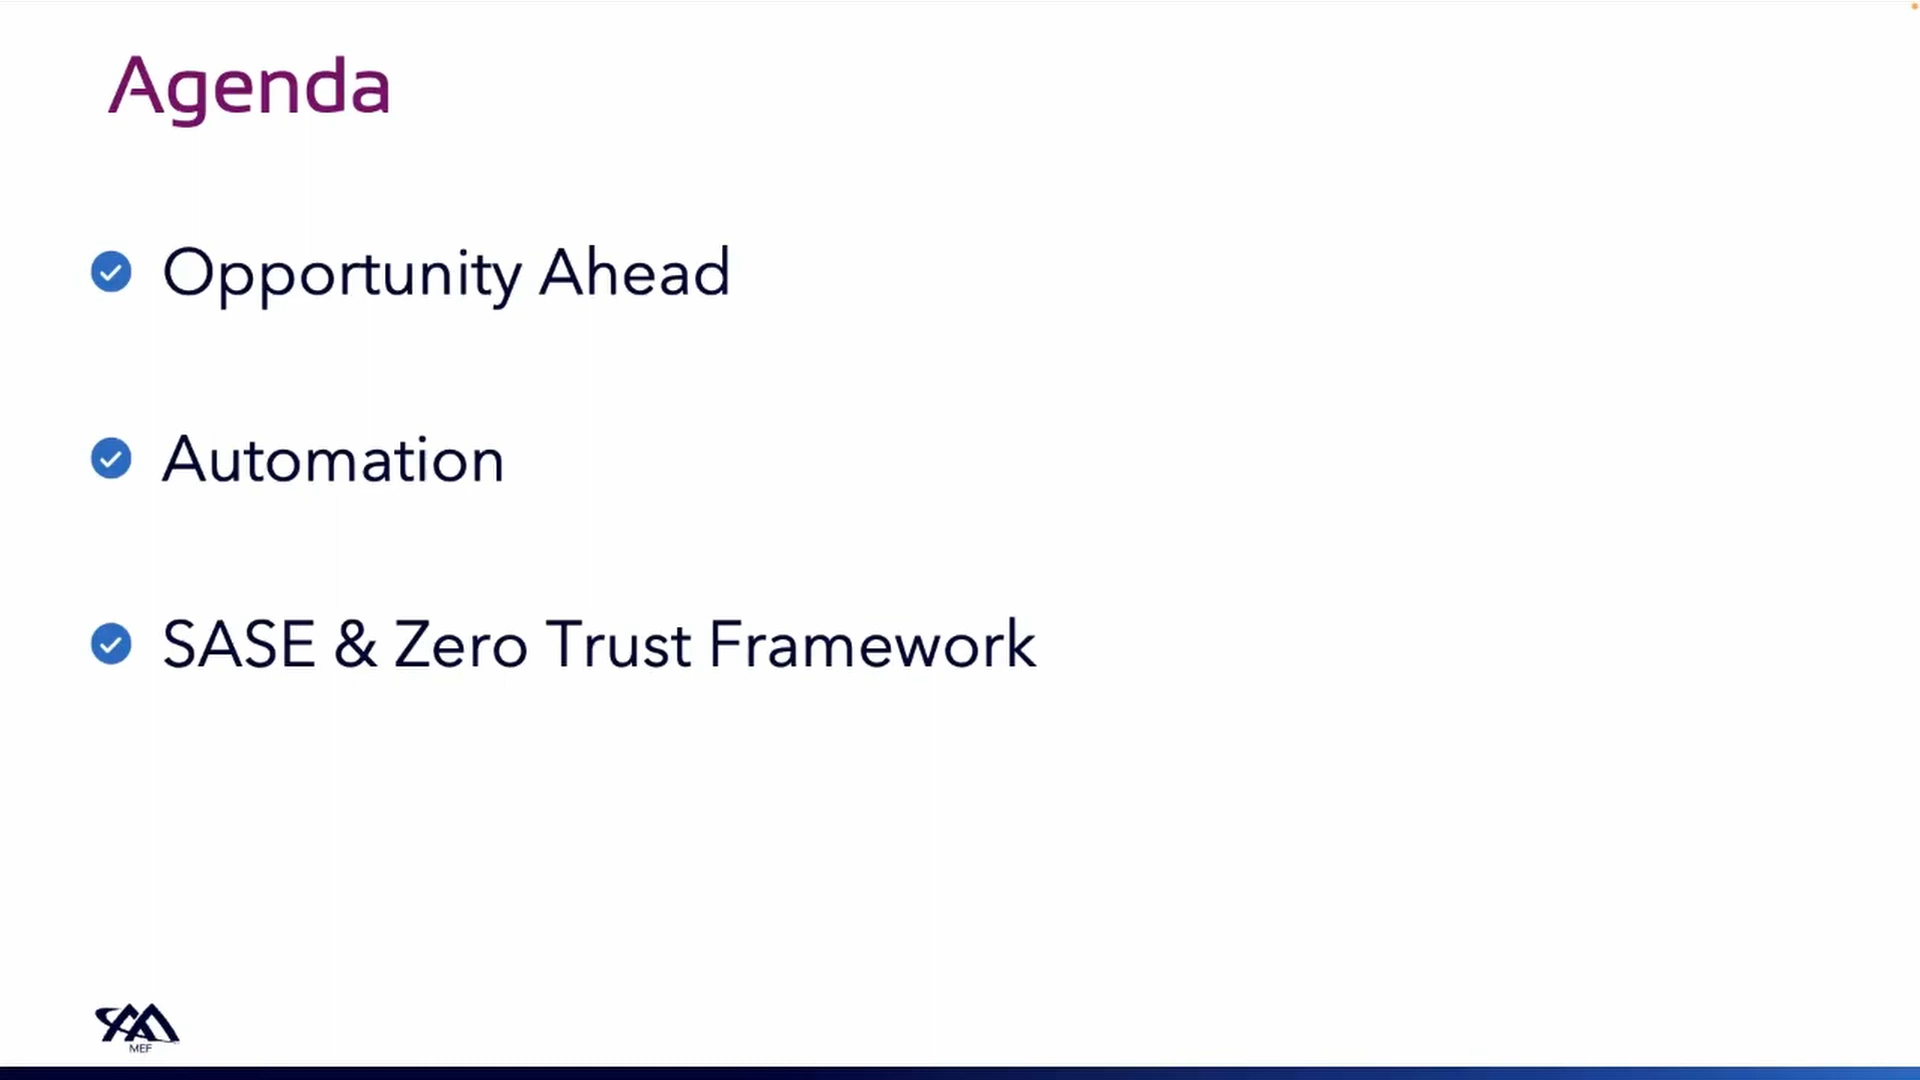 Agenda
Opportunity Ahead
Automation
SASE & Zero Trust Framework
MEF